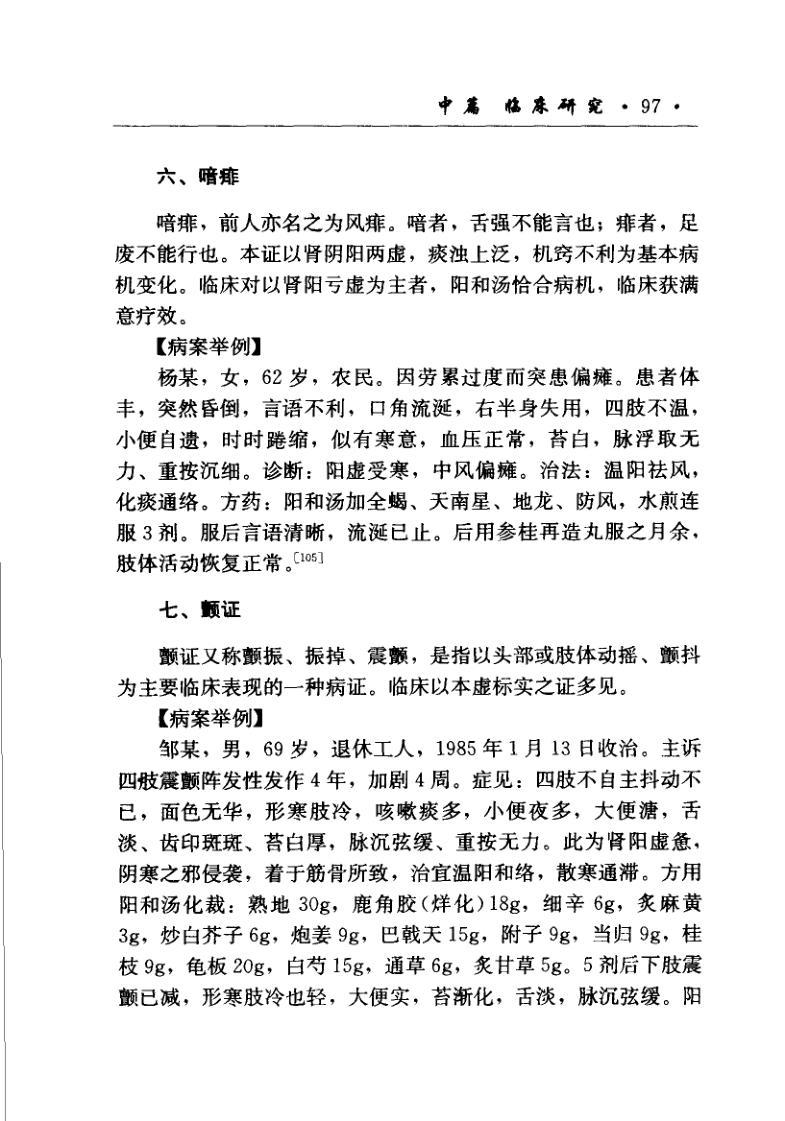 中篇 临床研究 · 97 ·
六、喑痱
喑痱，前人亦名之为风痱。喑者，舌强不能言也；痱者，足
废不能行也。本证以肾阴阳两虚，痰浊上泛，机窍不利为基本病
机变化。临床对以肾阳亏虚为主者，阳和汤恰合病机，临床获满
意疗效。
【病案举例】
杨某，女，62 岁，农民。因劳累过度而突患偏瘫。患者体
丰，突然昏倒，言语不利，口角流涎，右半身失用，四肢不温，
小便自遗，时时踡缩，似有寒意，血压正常，苔白，脉浮取无
力、重按沉细。诊断：阳虚受寒，中风偏瘫。治法：温阳祛风，
化痰通络。方药：阳和汤加全蝎、天南星、地龙、防风，水煎连
服 3 剂。服后言语清晰，流涎已止。后用参桂再造丸服之月余，
肢体活动恢复正常。[105]
七、颤证
颤证又称颤振、振掉、震颤，是指以头部或肢体动摇、颤抖
为主要临床表现的一种病证。临床以本虚标实之证多见。
【病案举例】
邹某，男，69 岁，退休工人，1985 年 1 月 13 日收治。主诉
四肢震颤阵发性发作 4 年，加剧 4 周。症见：四肢不自主抖动不
已，面色无华，形寒肢冷，咳嗽痰多，小便夜多，大便溏，舌
淡、齿印斑斑、苔白厚，脉沉弦缓、重按无力。此为肾阳虚惫，
阴寒之邪侵袭，着于筋骨所致，治宜温阳和络，散寒通滞。方用
阳和汤化裁：熟地 30g，鹿角胶(烊化)18g，细辛 6g，炙麻黄
3g，炒白芥子 6g，炮姜 9g，巴戟天 15g，附子 9g，当归 9g，桂
枝 9g，龟板 20g，白芍 15g，通草 6g，炙甘草 5g。5 剂后下肢震
颤已减，形寒肢冷也轻，大便实，苔渐化，舌淡，脉沉弦缓。阳